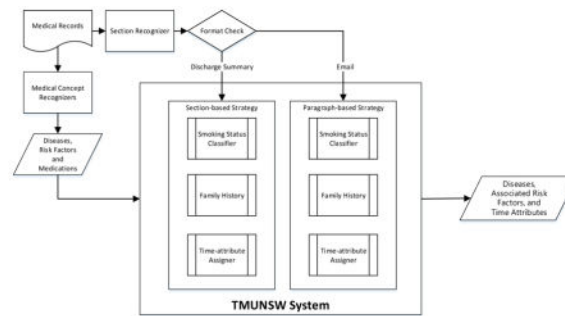 Medical Records
Section Recognizer
Format Check
Discharge Summary
Email
Medical Concept
Recognizers
Diseases,
Risk Factors
and
Medications
Section-based Strategy
Smoking Status
Classifier
Family History
Time-attribute
Assigner
Paragraph-based Strategy
Smoking Status
Classifier
Family History
Time-attribute
Assigner
TMUNSW System
Diseases,
Associated Risk
Factors, and
Time Attributes